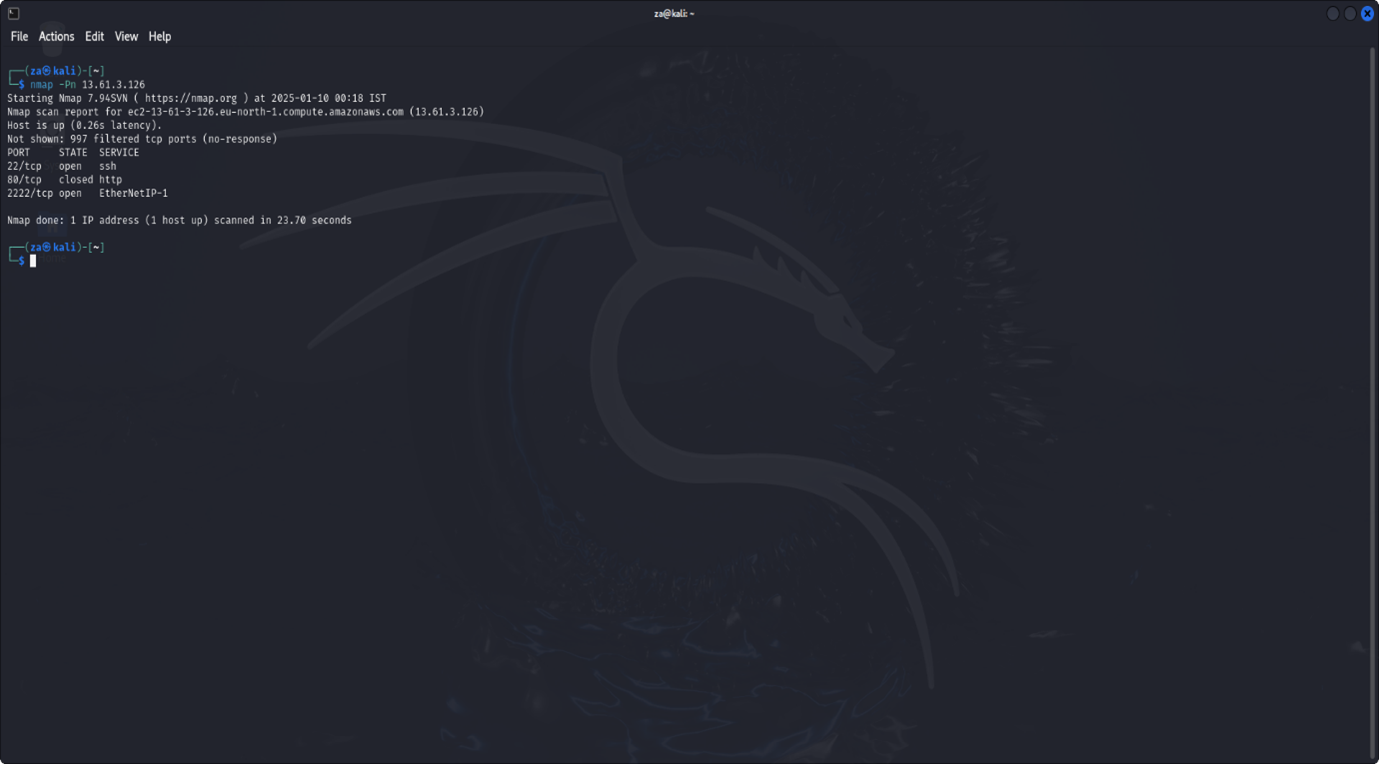 za@kali: ~
File Actions Edit View Help
┌──(za㉿kali)-[~]
└─$ nmap -Pn 13.61.3.126
Starting Nmap 7.94SVN ( https://nmap.org ) at 2025-01-10 00:18 IST
Nmap scan report for ec2-13-61-3-126.eu-north-1.compute.amazonaws.com (13.61.3.126)
Host is up (0.26s latency).
Not shown: 997 filtered tcp ports (no-response)
PORT     STATE  SERVICE
22/tcp   open   ssh
80/tcp   closed http
2222/tcp open   EtherNetIP-1
Nmap done: 1 IP address (1 host up) scanned in 23.70 seconds
┌──(za㉿kali)-[~]
└─$